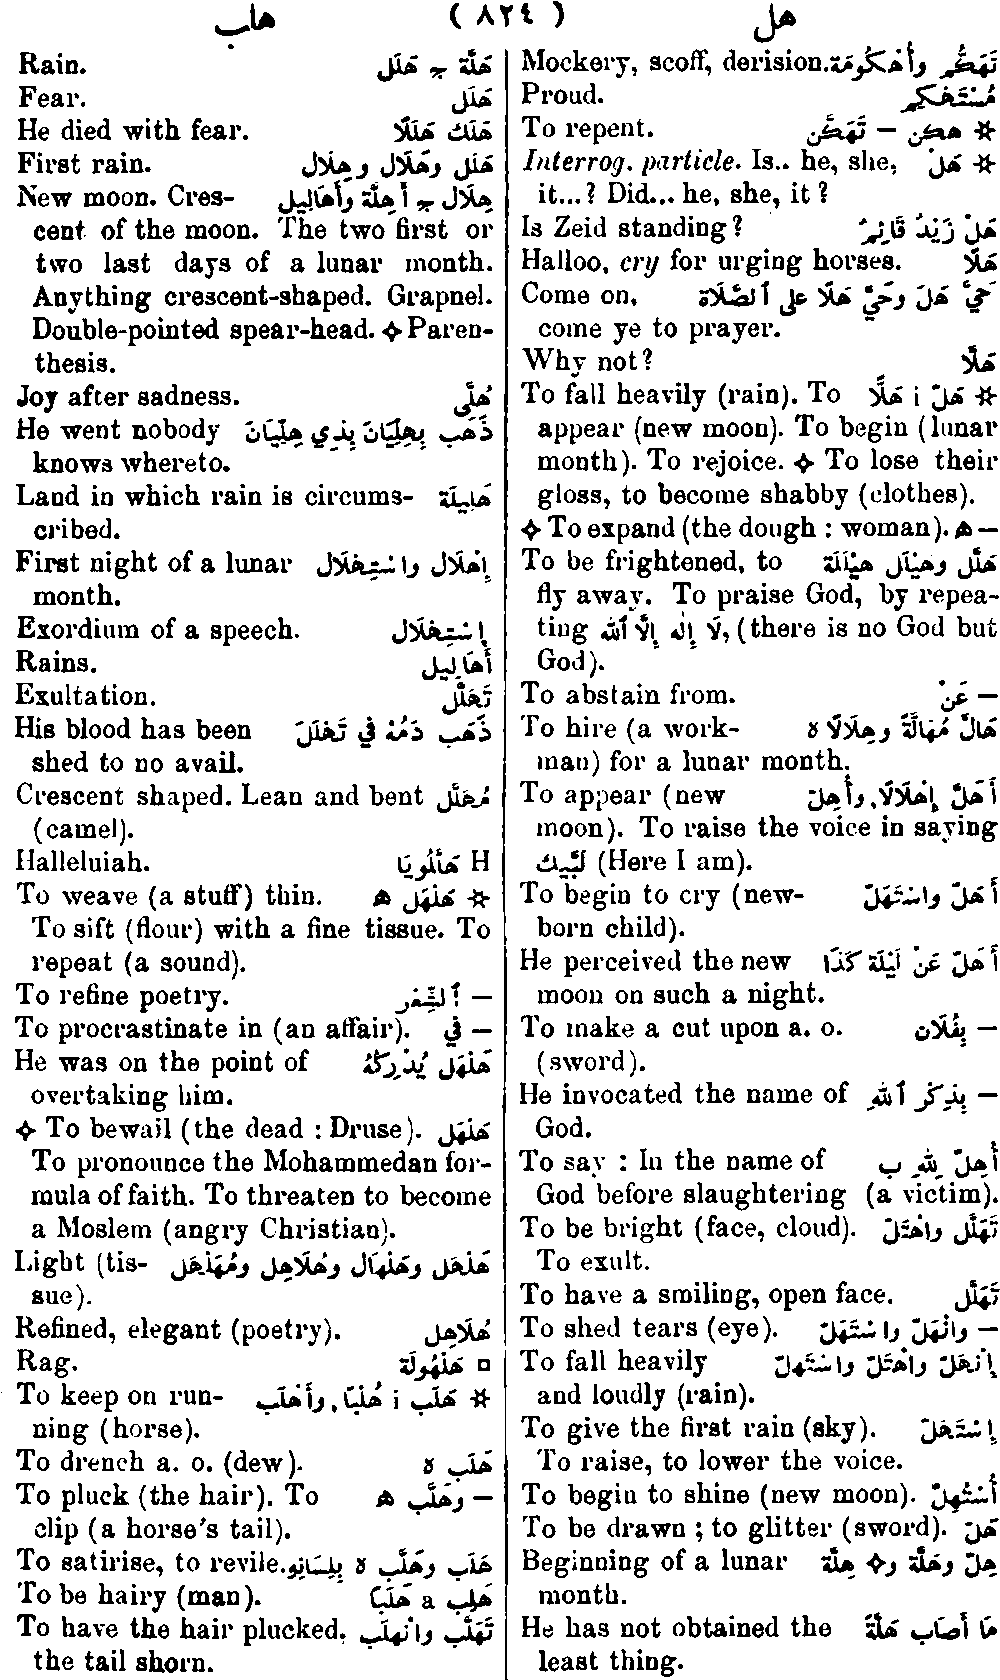 هل ( ٨٢٤ ) هلب
Mockery, scoff, derision. تَهَكُّم وأُهْكُومَة
Proud. مُسْتَهْكِم
To repent. ☆ هكن – تَهَكَّن
Interrog. particle. Is.. he, she, ☆ هَلْ
it...? Did... he, she, it?
Is Zeid standing? هَلْ زَيْدٌ قَائِمٌ
Halloo, cry for urging horses. هَلَا
Come on, حَيَّ هَلَ وحَيَّ هَلَا عَلَى ٱلصَّلَاة
come ye to prayer.
Why not? هَلَّا
To fall heavily (rain). To ☆ هَلَّ i هَلًّا
appear (new moon). To begin (lunar
month). To rejoice. ✧ To lose their
gloss, to become shabby (clothes).
✧ To expand (the dough : woman). – ه
To be frightened, to هَلَّل وهَيْلَل هَيْلَلَة
fly away. To praise God, by repea-
ting لَا إِلٰهَ إِلَّا ٱللّٰه, (there is no God but
God).
To abstain from. – عَنْ
To hire (a work- هَالَّ مُهَالَّةً وهِلَالًا ه
man) for a lunar month.
To appear (new أَهَلَّ إِهْلَالًا, وأُهِلَّ
moon). To raise the voice in saying
لَبَّيْك (Here I am).
To begin to cry (new- أَهَلَّ واسْتَهَلَّ
born child).
He perceived the new أَهَلَّ عَنْ لَيْلَة كَذَا
moon on such a night.
To make a cut upon a. o. – بِفُلَان
(sword).
He invocated the name of – بِذِكْر ٱللّٰهِ
God.
To say : In the name of أُهِلَّ لِلّٰهِ ب
God before slaughtering (a victim).
To be bright (face, cloud). تَهَلَّل واهْتَلَّ
To exult.
To have a smiling, open face. تَهَلَّل
To shed tears (eye). – وانْهَلَّ واسْتَهَلَّ
To fall heavily إِنْهَلَّ واهْتَلَّ واسْتَهَلَّ
and loudly (rain).
To give the first rain (sky). إِسْتَهَلَّ
To raise, to lower the voice.
To begin to shine (new moon). أُسْتُهِلَّ
To be drawn ; to glitter (sword). هَلَّ
Beginning of a lunar هِلّ وهَلَّة و✧ هِلَّة
month.
He has not obtained the مَا أَصَاب هَلَّةً
least thing.
Rain. هَلَّة ج هَلَل
Fear. هَلَل
He died with fear. هَلَك هَلَلًا
First rain. هَلَل وهَلَال وهِلَال
New moon. Cres- هِلَال ج أَهِلَّة وأَهَالِيل
cent of the moon. The two first or
two last days of a lunar month.
Anything crescent-shaped. Grapnel.
Double-pointed spear-head. ✧ Paren-
thesis.
Joy after sadness. هُلَّى
He went nobody ذَهَب بِهِلِّيَانَ بِذِي هِلِّيَانَ
knows whereto.
Land in which rain is circums- هَلِيلَة
cribed.
First night of a lunar إِهْلَال واسْتِهْلَال
month.
Exordium of a speech. إِسْتِهْلَال
Rains. أَهَالِيل
Exultation. تَهَلُّل
His blood has been ذَهَب دَمُهُ فِي تَهْلَلَ
shed to no avail.
Crescent shaped. Lean and bent مُهَلَّل
(camel).
Halleluiah. H هَلِّلُويَا
To weave (a stuff) thin. ☆ هَلْهَل ه
To sift (flour) with a fine tissue. To
repeat (a sound).
To refine poetry. – ٱلشِّعْر
To procrastinate in (an affair). – فِي
He was on the point of هَلْهَل يُدْرِكُهُ
overtaking him.
✧ To bewail (the dead : Druse). هَلْهَل
To pronounce the Mohammedan for-
mula of faith. To threaten to become
a Moslem (angry Christian).
Light (tis- هَلْهَل وهَلْهَال وهُلَاهِل ومُهَلْهَل
sue).
Refined, elegant (poetry). هُلَاهِل
Rag. □ هَلْهُولَة
To keep on run- ☆ هَلَب i هُلْبًا, وأَهْلَب
ning (horse).
To drench a. o. (dew). هَلَب ه
To pluck (the hair). To – وهَلَّب ه
clip (a horse's tail).
To satirise, to revile. هَلَب وهَلَّب ه بِلِسَانِهِ
To be hairy (man). هَلِب a هَلَبًا
To have the hair plucked, تَهَلَّب وانْهَلَب
the tail shorn.